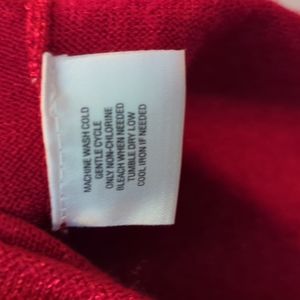 MACHINE WASH COLD
GENTLE CYCLE
ONLY NON-CHLORINE
BLEACH WHEN NEEDED
TUMBLE DRY LOW
COOL IRON IF NEEDED